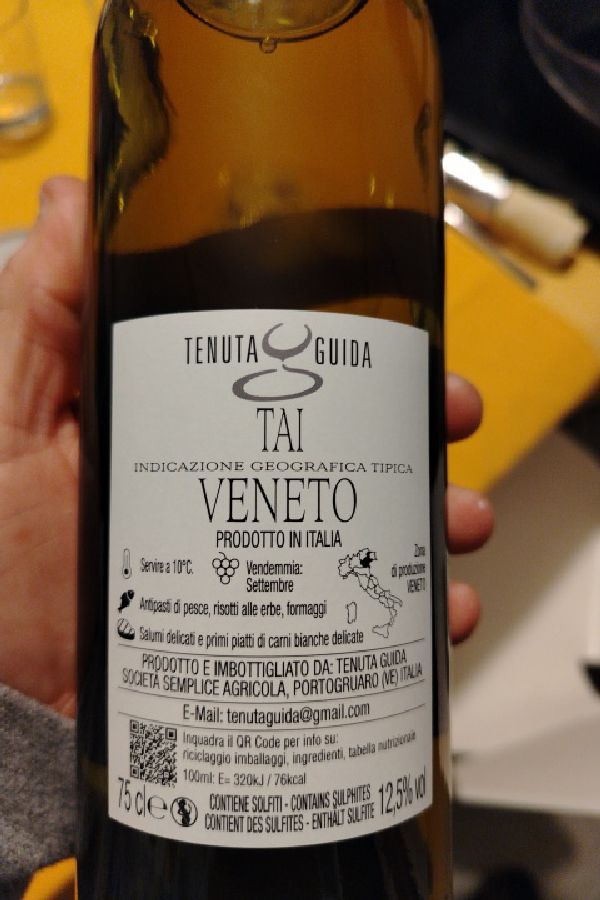 TENUTA GUIDA
TAI
INDICAZIONE GEOGRAFICA TIPICA
VENETO
PRODOTTO IN ITALIA
Servire a 10°C.
Vendemmia:
Settembre
Zona
di produzione
VENETO
Antipasti di pesce, risotti alle erbe, formaggi
Salumi delicati e primi piatti di carni bianche delicate
PRODOTTO E IMBOTTIGLIATO DA: TENUTA GUIDA
SOCIETÀ SEMPLICE AGRICOLA, PORTOGRUARO (VE) ITALIA
E-Mail: tenutaguida@gmail.com
Inquadra il QR Code per info su:
riciclaggio imballaggi, ingredienti, tabella nutrizionale
100ml: E= 320kJ / 76kcal
75 cl e
CONTIENE SOLFITI - CONTAINS SULPHITES
CONTIENT DES SULFITES - ENTHÄLT SULFITE
12,5% vol